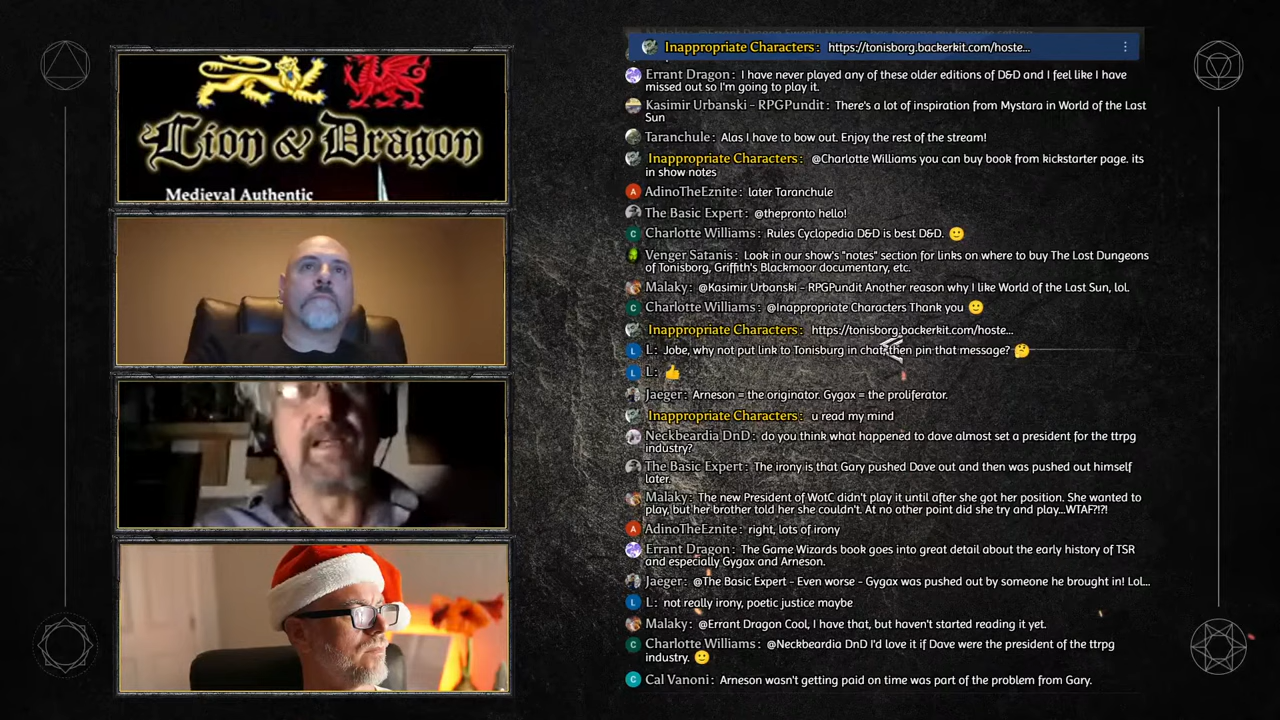 Lion & Dragon
Medieval Authentic
Inappropriate Characters: https://tonisborg.backerkit.com/hoste...
Errant Dragon: I have never played any of these older editions of D&D and I feel like I have
missed out so I'm going to play it.
Kasimir Urbanski - RPGPundit: There's a lot of inspiration from Mystara in World of the Last
Sun
Taranchule: Alas I have to bow out. Enjoy the rest of the stream!
Inappropriate Characters: @Charlotte Williams you can buy book from kickstarter page. its
in show notes
A AdinoTheEznite: later Taranchule
The Basic Expert: @thepronto hello!
C Charlotte Williams: Rules Cyclopedia D&D is best D&D. 🙂
Venger Satanis: Look in our show's "notes" section for links on where to buy The Lost Dungeons
of Tonisborg, Griffith's Blackmoor documentary, etc.
Malaky: @Kasimir Urbanski - RPGPundit Another reason why I like World of the Last Sun, lol.
C Charlotte Williams: @Inappropriate Characters Thank you 🙂
Inappropriate Characters: https://tonisborg.backerkit.com/hoste...
L L: Jobe, why not put link to Tonisburg in chat then pin that message? 🤔
L L: 👍
Jaeger: Arneson = the originator. Gygax = the proliferator.
Inappropriate Characters: u read my mind
Neckbeardia DnD: do you think what happened to dave almost set a president for the ttrpg
industry?
The Basic Expert: The irony is that Gary pushed Dave out and then was pushed out himself
later.
Malaky: The new President of WotC didn't play it until after she got her position. She wanted to
play, but her brother told her she couldn't. At no other point did she try and play...WTAF?!?!
A AdinoTheEznite: right, lots of irony
Errant Dragon: The Game Wizards book goes into great detail about the early history of TSR
and especially Gygax and Arneson.
Jaeger: @The Basic Expert - Even worse - Gygax was pushed out by someone he brought in! Lol...
L L: not really irony, poetic justice maybe
Malaky: @Errant Dragon Cool, I have that, but haven't started reading it yet.
C Charlotte Williams: @Neckbeardia DnD I'd love it if Dave were the president of the ttrpg
industry. 🙂
C Cal Vanoni: Arneson wasn't getting paid on time was part of the problem from Gary.